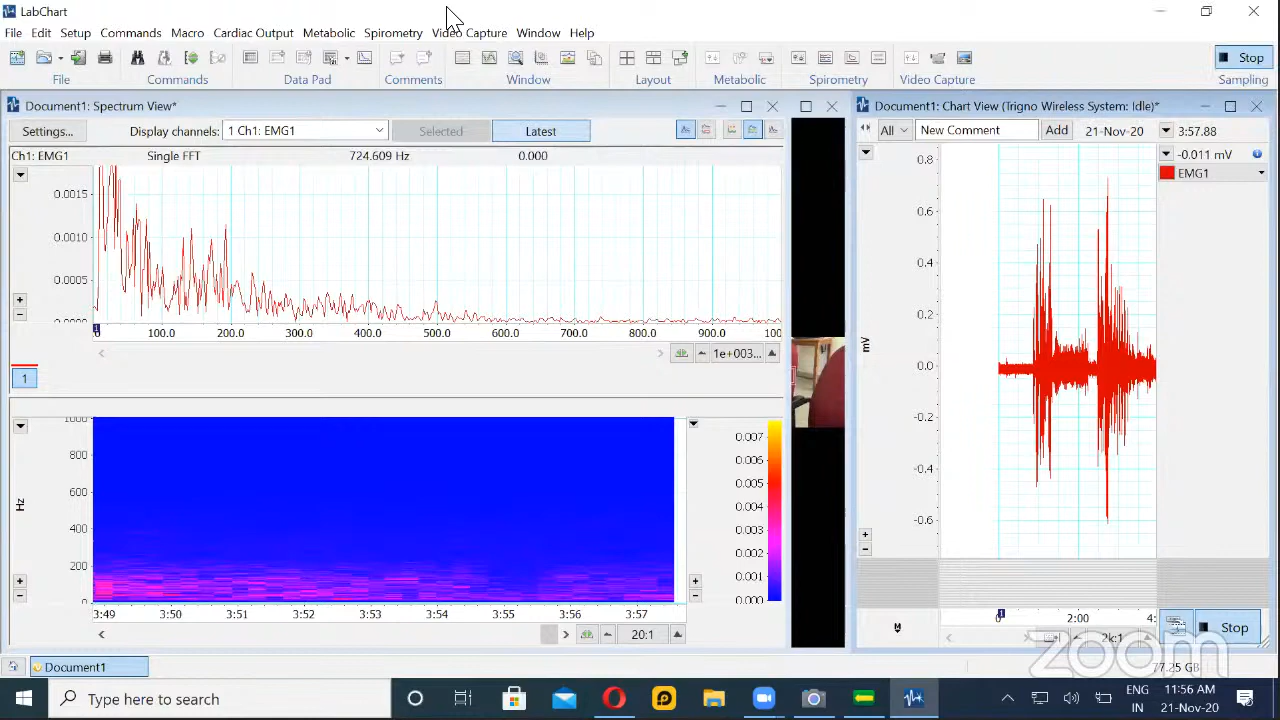 LabChart
File Edit Setup Commands Macro Cardiac Output Metabolic Spirometry Video Capture Window Help
Stop
File Commands Data Pad Comments Window Layout Metabolic Spirometry Video Capture Sampling
Document1: Spectrum View*
Settings... Display channels: 1 Ch1: EMG1 Selected Latest
Ch1: EMG1 Single FFT 724.609 Hz 0.000
0.0015
0.0010
0.0005
1 100.0 200.0 300.0 400.0 500.0 600.0 700.0 800.0 900.0
1e+003...
1
800
600
Hz
400
200
0.007
0.006
0.005
0.004
0.003
0.002
0.001
0.000
3:49 3:50 3:51 3:52 3:53 3:54 3:55 3:56 3:57
20:1
Document1: Chart View (Trigno Wireless System: Idle)*
All New Comment Add 21-Nov-20 3:57.88
-0.011 mV
EMG1
0.8
0.6
0.4
0.2
mV
0.0
-0.2
-0.4
-0.6
M
1
2:00 4:
2k:1 Stop
zoom
77.25 GB
Document1
Type here to search
ENG 11:56 AM
IN 21-Nov-20